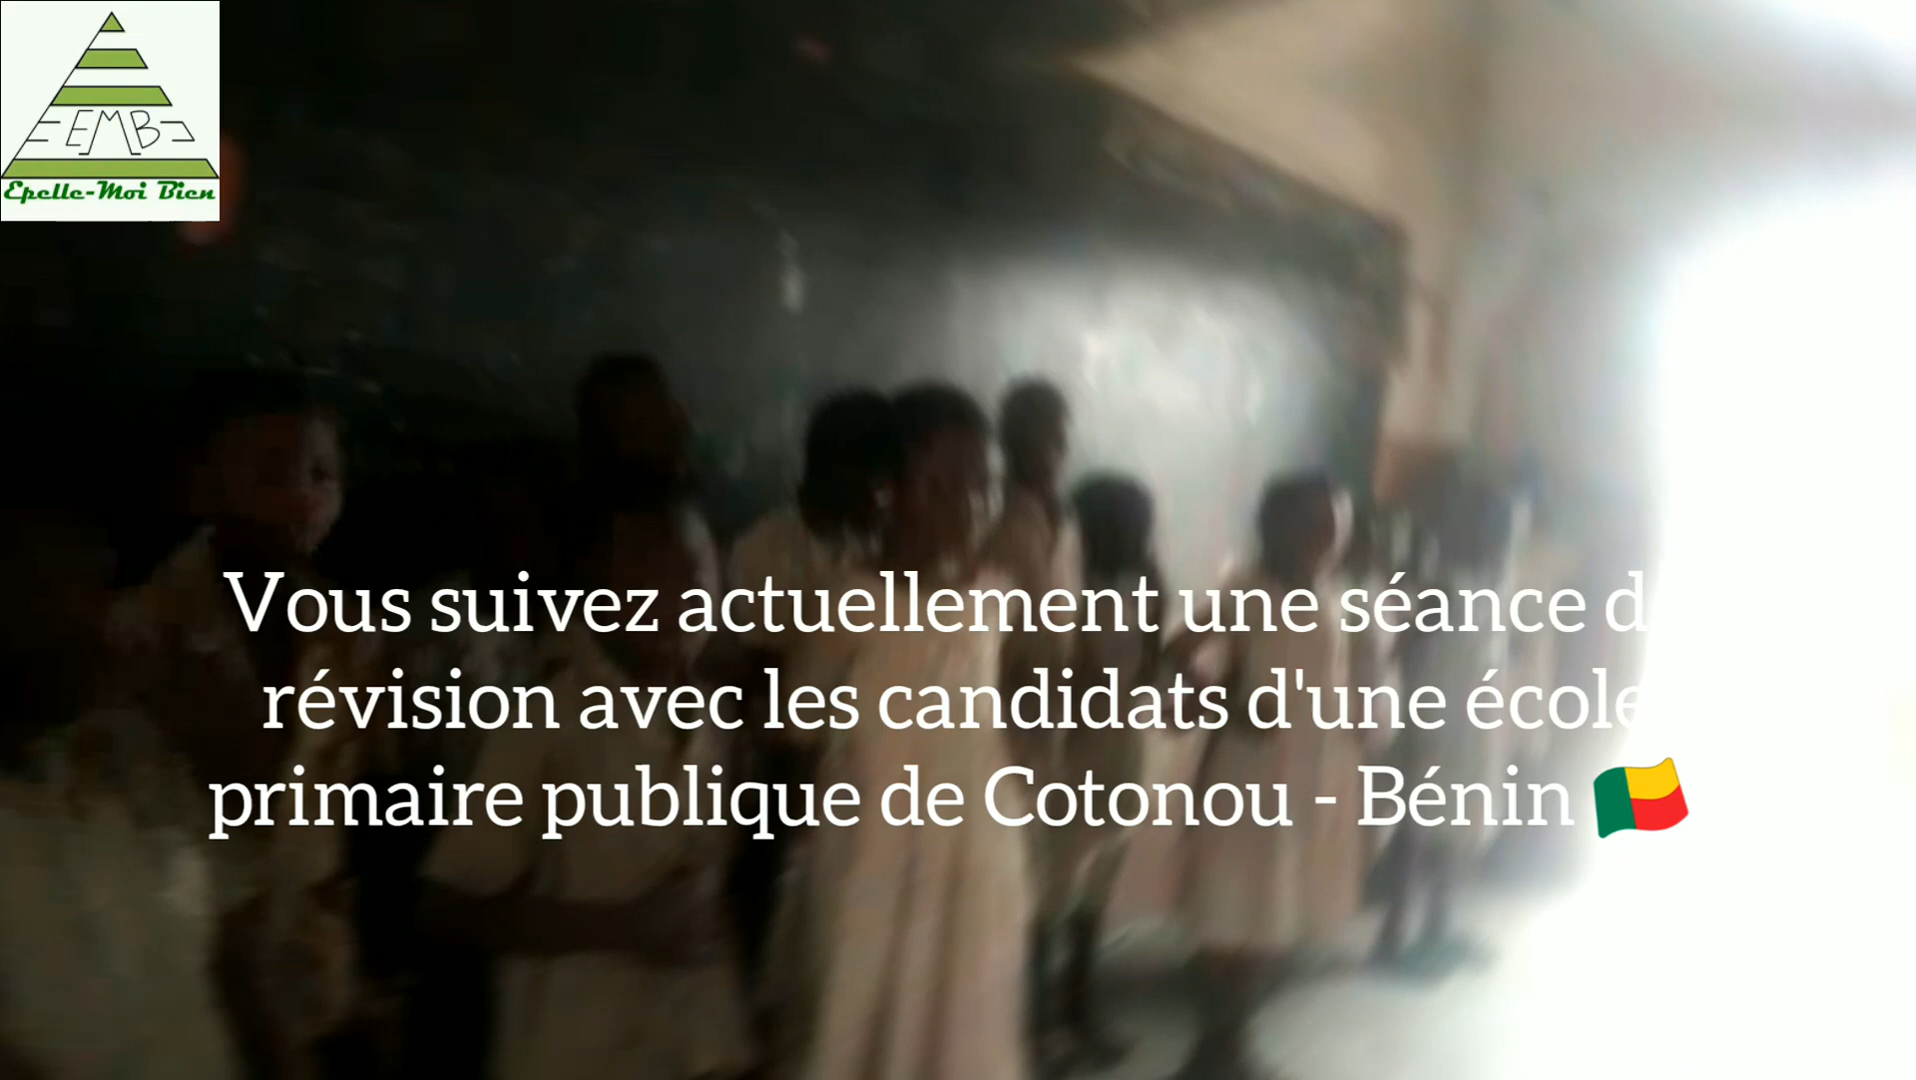 EMB
Epelle-Moi Bien
Vous suivez actuellement une séance d
révision avec les candidats d'une école
primaire publique de Cotonou - Bénin 🇧🇯